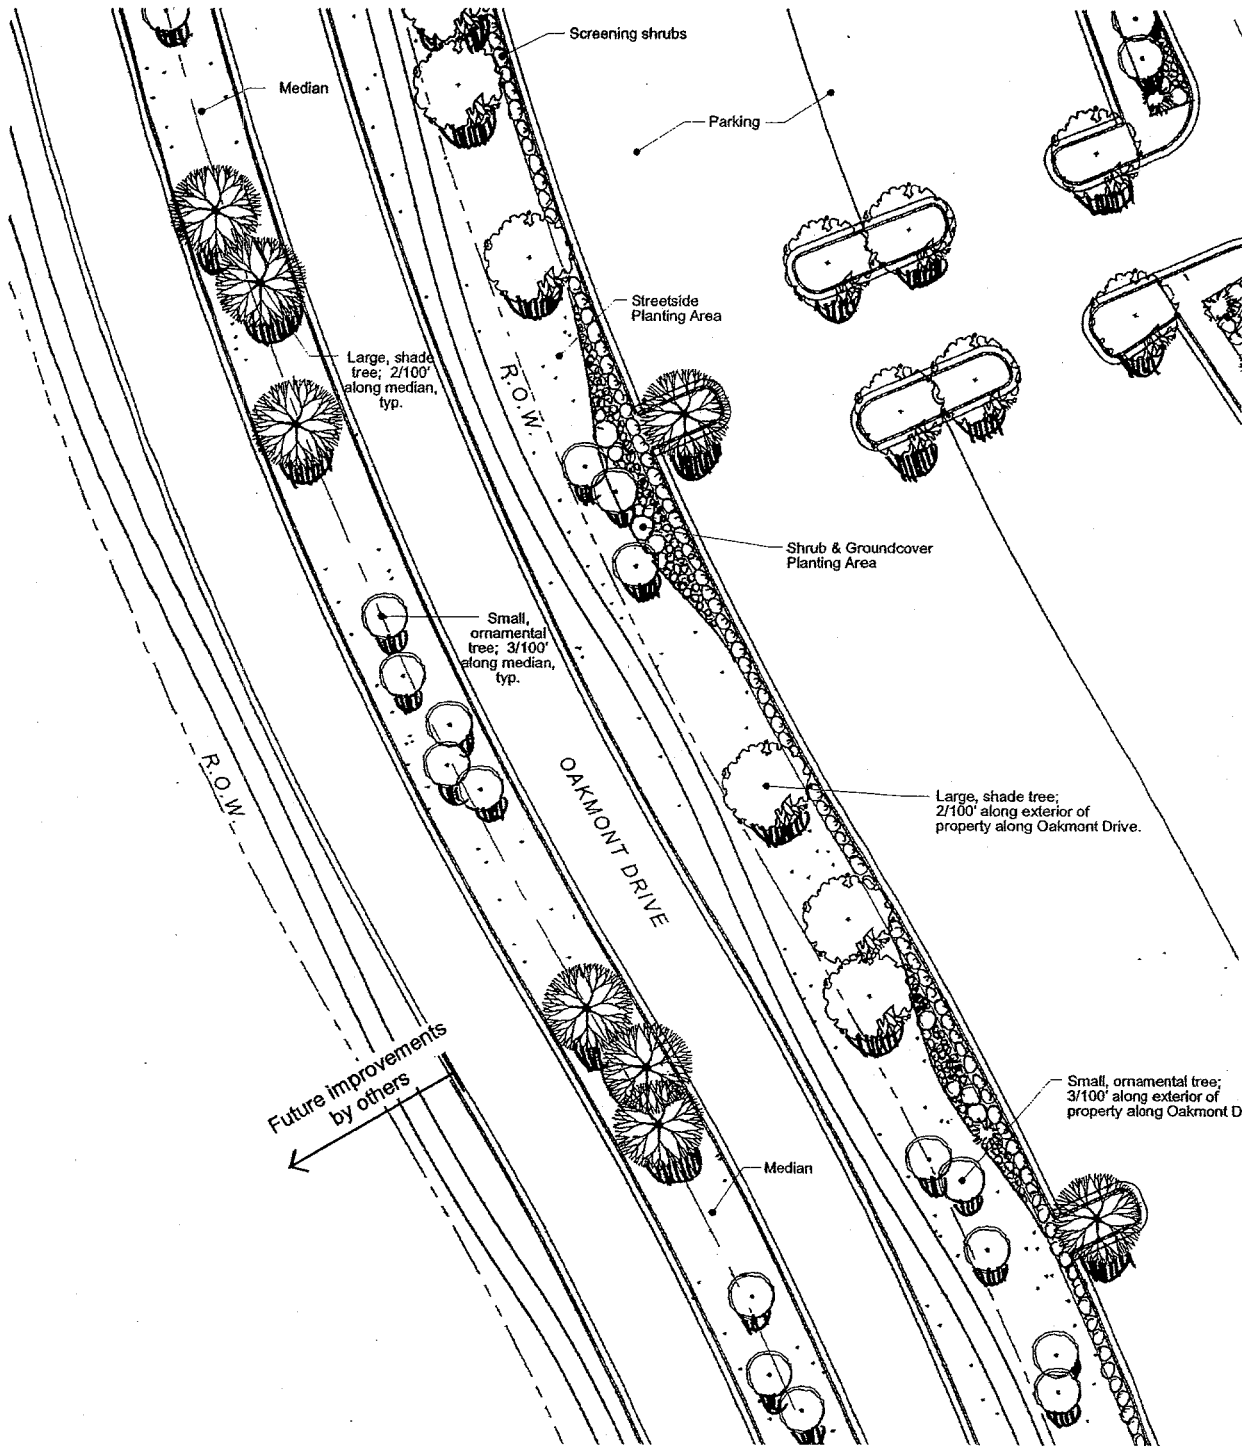 Screening shrubs
Median
Parking
Streetside
Planting Area
Large, shade
tree; 2/100'
along median,
typ.
R.O.W.
Shrub & Groundcover
Planting Area
Small,
ornamental
tree; 3/100'
along median,
typ.
R.O.W.
OAKMONT DRIVE
Large, shade tree;
2/100' along exterior of
property along Oakmont Drive.
Future improvements
by others
Small, ornamental tree;
3/100' along exterior of
property along Oakmont D
Median